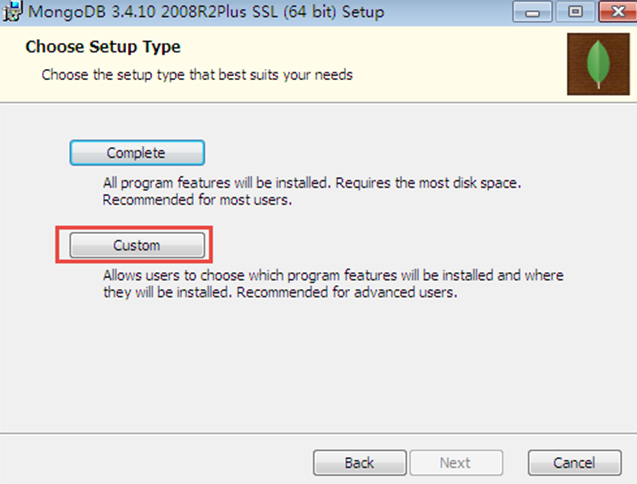 MongoDB 3.4.10 2008R2Plus SSL (64 bit) Setup
Choose Setup Type
Choose the setup type that best suits your needs
Complete
All program features will be installed. Requires the most disk space.
Recommended for most users.
Custom
Allows users to choose which program features will be installed and where
they will be installed. Recommended for advanced users.
Back
Next
Cancel